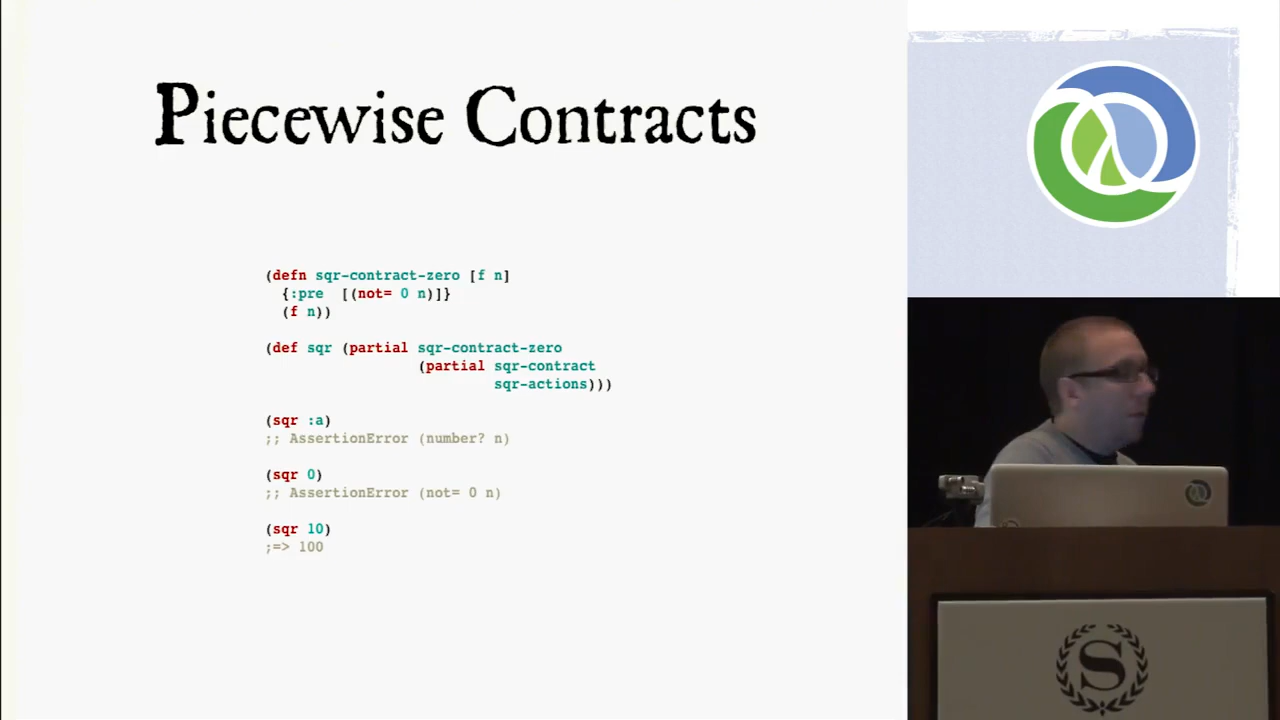 Piecewise Contracts
(defn sqr-contract-zero [f n]
  {:pre  [(not= 0 n)]}
  (f n))
(def sqr (partial sqr-contract-zero
                  (partial sqr-contract
                           sqr-actions)))
(sqr :a)
;; AssertionError (number? n)
(sqr 0)
;; AssertionError (not= 0 n)
(sqr 10)
;=> 100
S